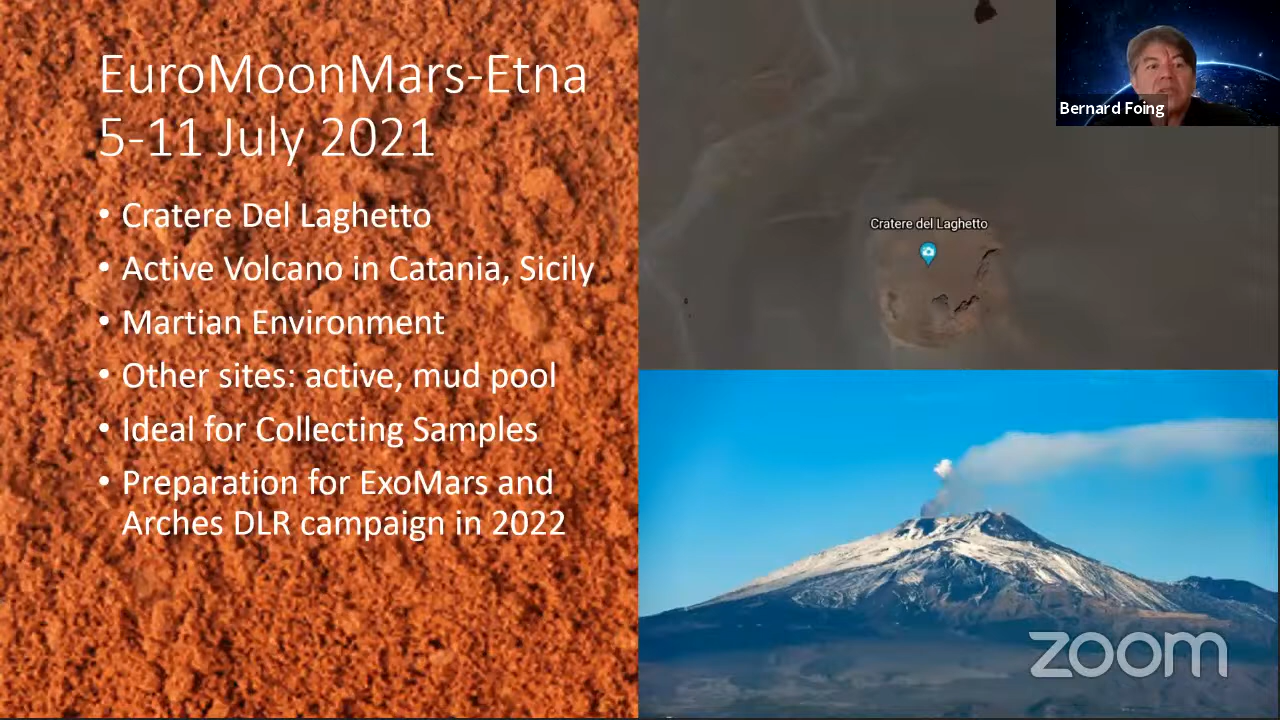 EuroMoonMars-Etna
5-11 July 2021
• Cratere Del Laghetto
• Active Volcano in Catania, Sicily
• Martian Environment
• Other sites: active, mud pool
• Ideal for Collecting Samples
• Preparation for ExoMars and
Arches DLR campaign in 2022
Cratere del Laghetto
Bernard Foing
zoom